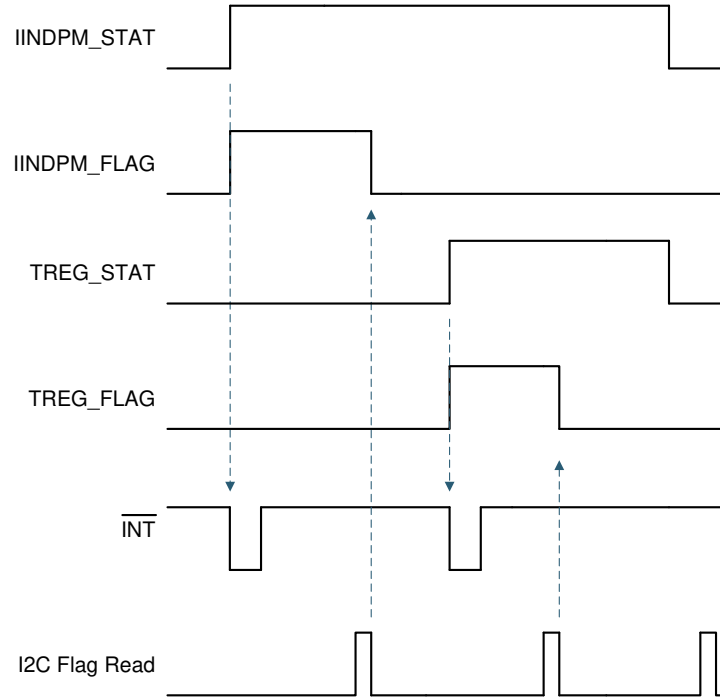 IINDPM_STAT
IINDPM_FLAG
TREG_STAT
TREG_FLAG
INT
I2C Flag Read